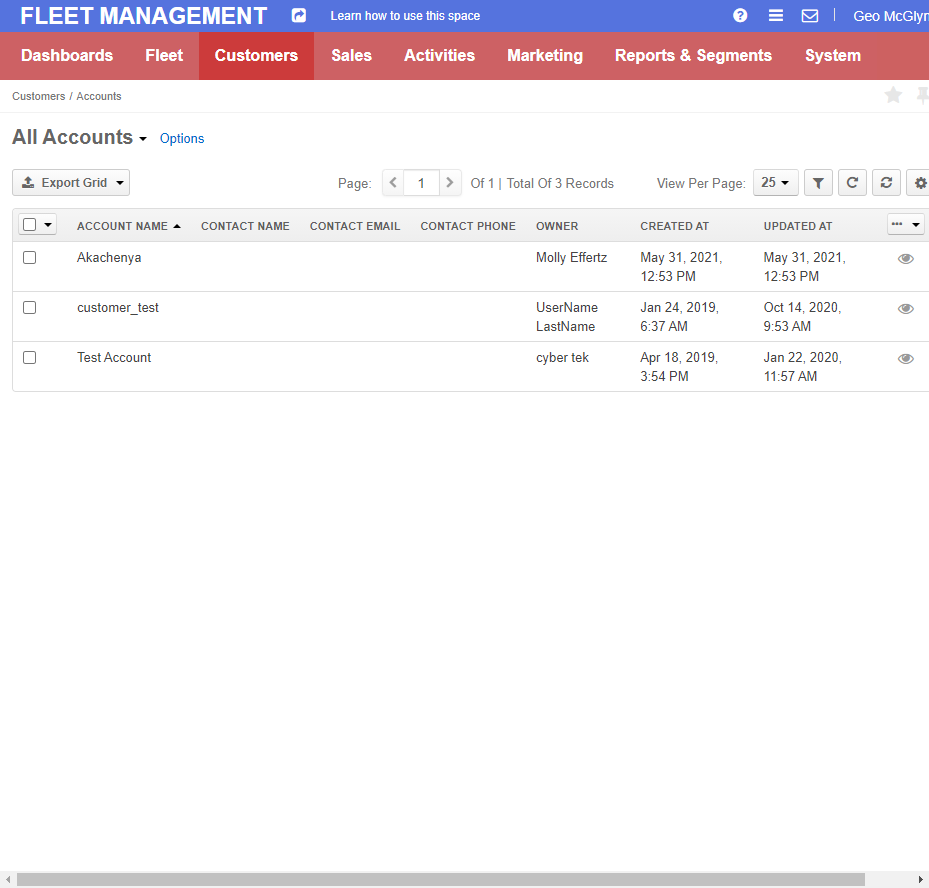 FLEET MANAGEMENT Learn how to use this space Geo McGlyn
Dashboards Fleet Customers Sales Activities Marketing Reports & Segments System
Customers / Accounts
All Accounts Options
Export Grid Page: 1 Of 1 | Total Of 3 Records View Per Page: 25
ACCOUNT NAME CONTACT NAME CONTACT EMAIL CONTACT PHONE OWNER CREATED AT UPDATED AT
Akachenya Molly Effertz May 31, 2021, May 31, 2021,
12:53 PM 12:53 PM
customer_test UserName Jan 24, 2019, Oct 14, 2020,
LastName 6:37 AM 9:53 AM
Test Account cyber tek Apr 18, 2019, Jan 22, 2020,
3:54 PM 11:57 AM